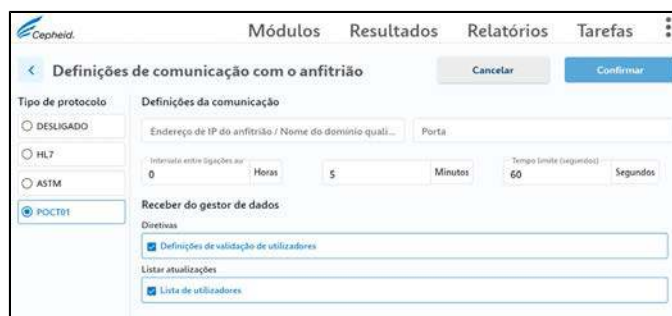 Cepheid. Módulos Resultados Relatórios Tarefas
Definições de comunicação com o anfitrião Cancelar Confirmar
Tipo de protocolo
DESLIGADO
HL7
ASTM
POCT01
Definições da comunicação
Endereço de IP do anfitrião / Nome do domínio quali... Porta
Intervalo entre ligações au Tempo limite (segundos)
0 Horas 5 Minutos 60 Segundos
Receber do gestor de dados
Diretivas
Definições de validação de utilizadores
Listar atualizações
Lista de utilizadores